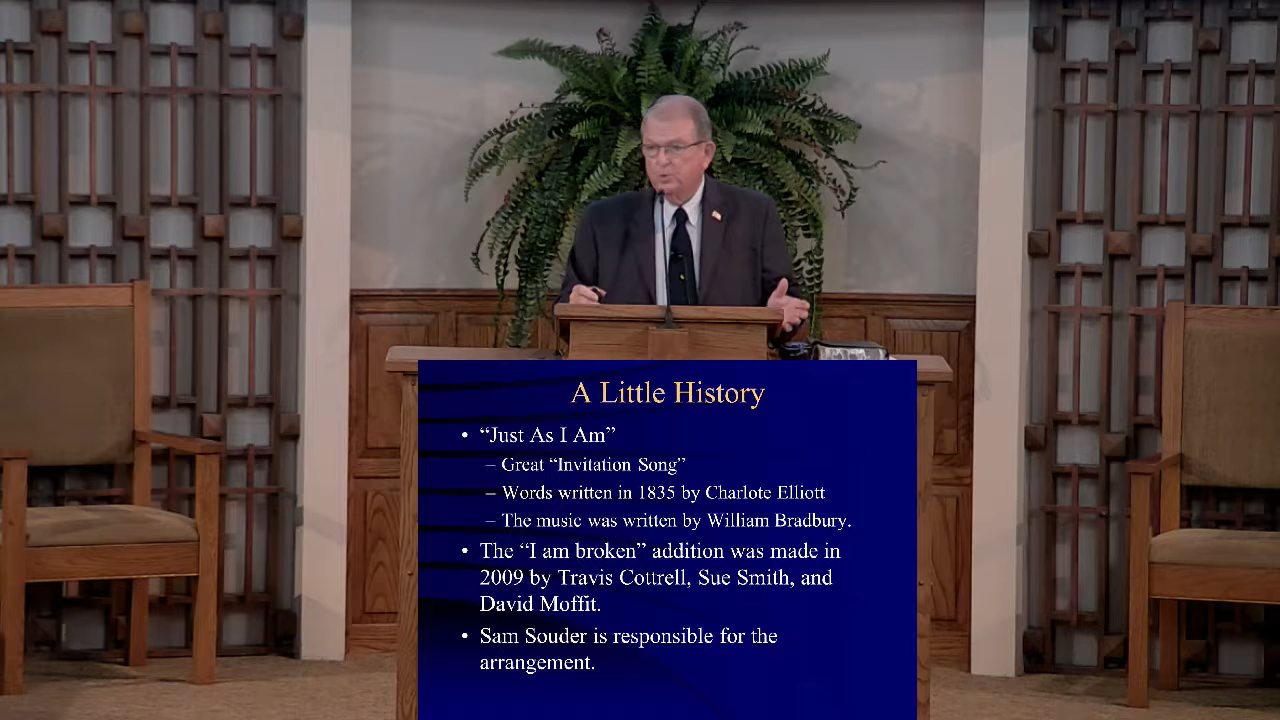 A Little History
• “Just As I Am”
– Great “Invitation Song”
– Words written in 1835 by Charlote Elliott
– The music was written by William Bradbury.
• The “I am broken” addition was made in
2009 by Travis Cottrell, Sue Smith, and
David Moffit.
• Sam Souder is responsible for the
arrangement.